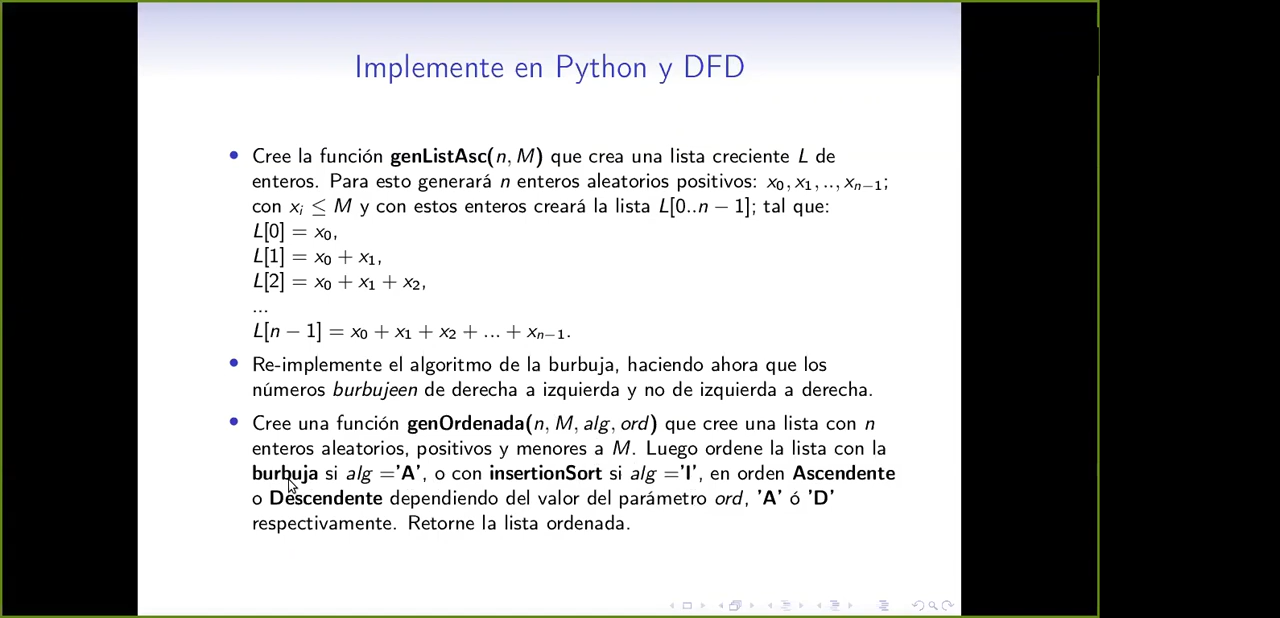 Implemente en Python y DFD
• Cree la función genListAsc(n, M) que crea una lista creciente L de
enteros. Para esto generará n enteros aleatorios positivos: x₀, x₁, .., xₙ₋₁;
con xᵢ ≤ M y con estos enteros creará la lista L[0..n − 1]; tal que:
L[0] = x₀,
L[1] = x₀ + x₁,
L[2] = x₀ + x₁ + x₂,
...
L[n − 1] = x₀ + x₁ + x₂ + ... + xₙ₋₁.
• Re-implemente el algoritmo de la burbuja, haciendo ahora que los
números burbujeen de derecha a izquierda y no de izquierda a derecha.
• Cree una función genOrdenada(n, M, alg, ord) que cree una lista con n
enteros aleatorios, positivos y menores a M. Luego ordene la lista con la
burbuja si alg ='A', o con insertionSort si alg ='I', en orden Ascendente
o Descendente dependiendo del valor del parámetro ord, 'A' ó 'D'
respectivamente. Retorne la lista ordenada.